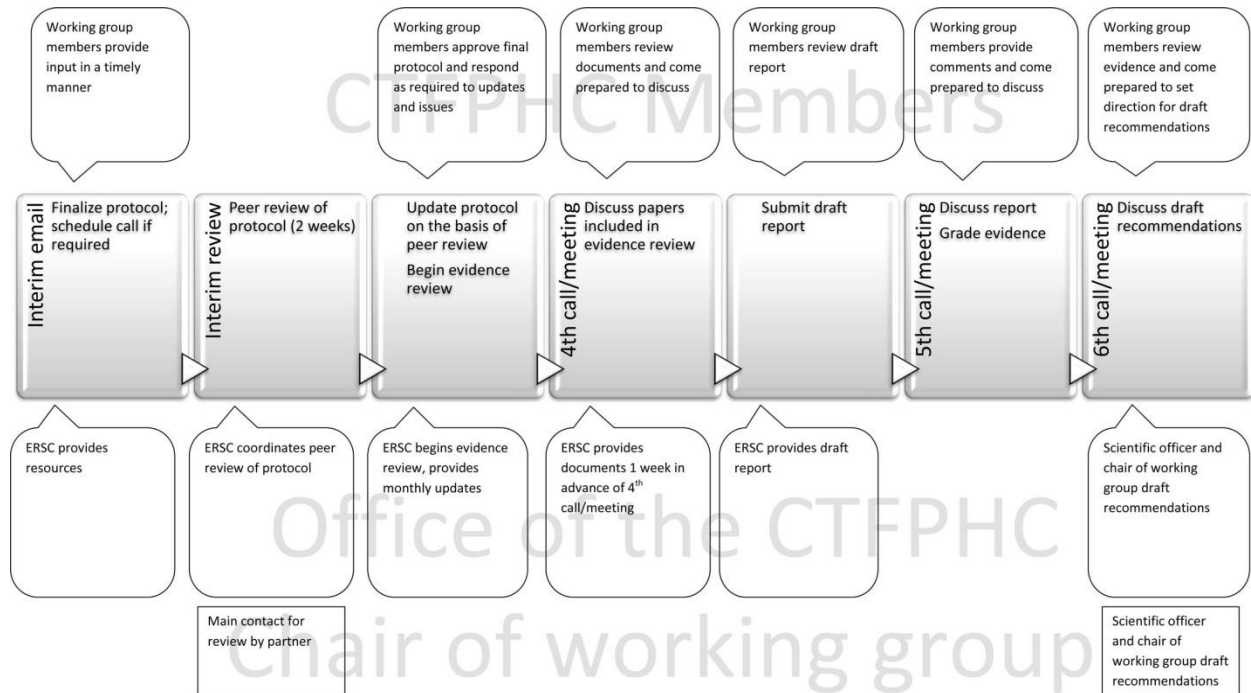 Working group
members provide
input in a timely
manner
Working group
members approve final
protocol and respond
as required to updates
and issues
Working group
members review
documents and come
prepared to discuss
Working group
members review draft
report
Working group
members provide
comments and come
prepared to discuss
Working group
members review
evidence and come
prepared to set
direction for draft
recommendations
CTFPHC Members
Interim email
Finalize protocol;
schedule call if
required
Interim review
Peer review of
protocol (2 weeks)
Update protocol
on the basis of
peer review
Begin evidence
review
4th call/meeting
Discuss papers
included in
evidence review
Submit draft
report
5th call/meeting
Discuss report
Grade evidence
6th call/meeting
Discuss draft
recommendations
ERSC provides
resources
ERSC coordinates peer
review of protocol
ERSC begins evidence
review, provides
monthly updates
ERSC provides
documents 1 week in
advance of 4th
call/meeting
ERSC provides draft
report
Scientific officer and
chair of working
group draft
recommendations
Office of the CTFPHC
Main contact for
review by partner
Chair of working group
Scientific officer
and chair of
working group draft
recommendations